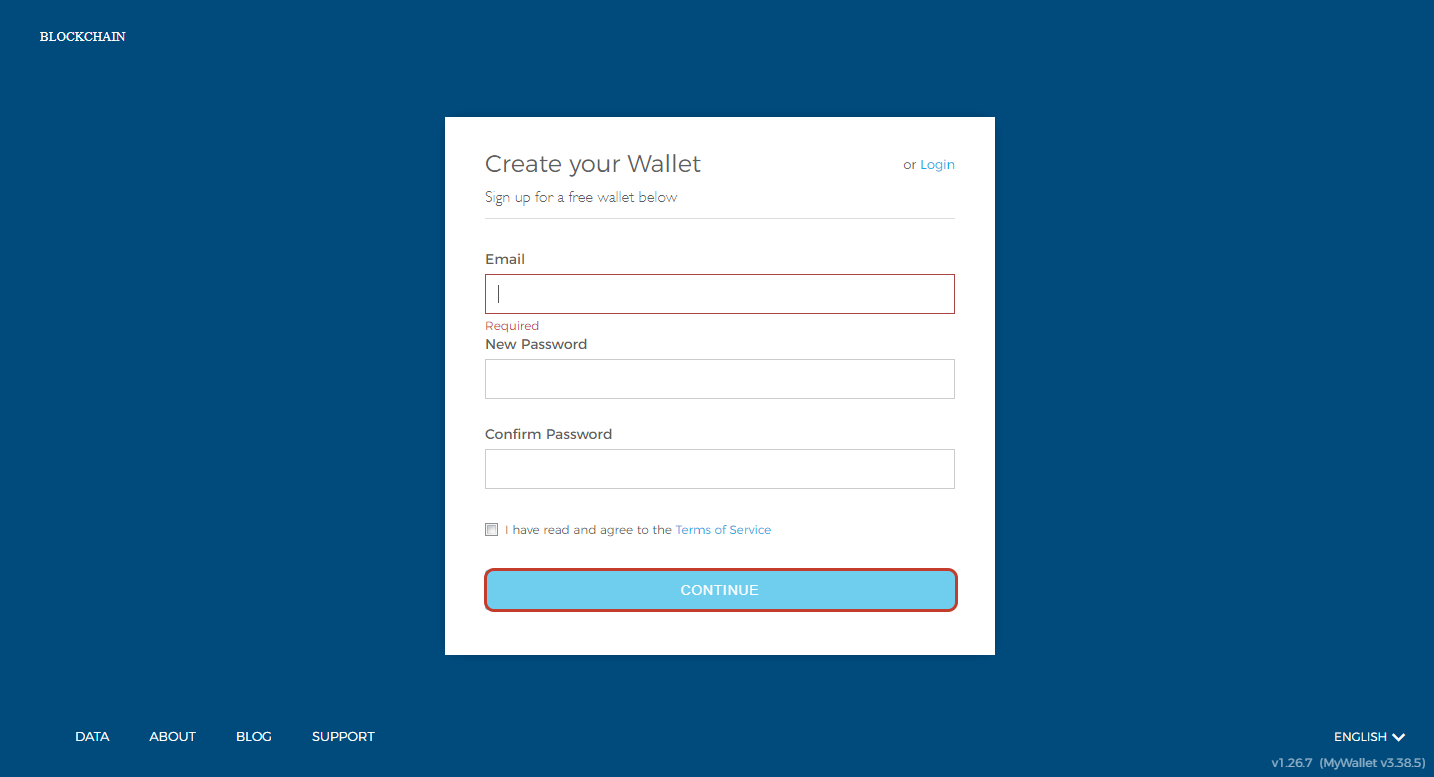 BLOCKCHAIN
Create your Wallet
or Login
Sign up for a free wallet below
Email
Required
New Password
Confirm Password
I have read and agree to the Terms of Service
CONTINUE
DATA ABOUT BLOG SUPPORT
ENGLISH
v1.26.7 (MyWallet v3.38.5)